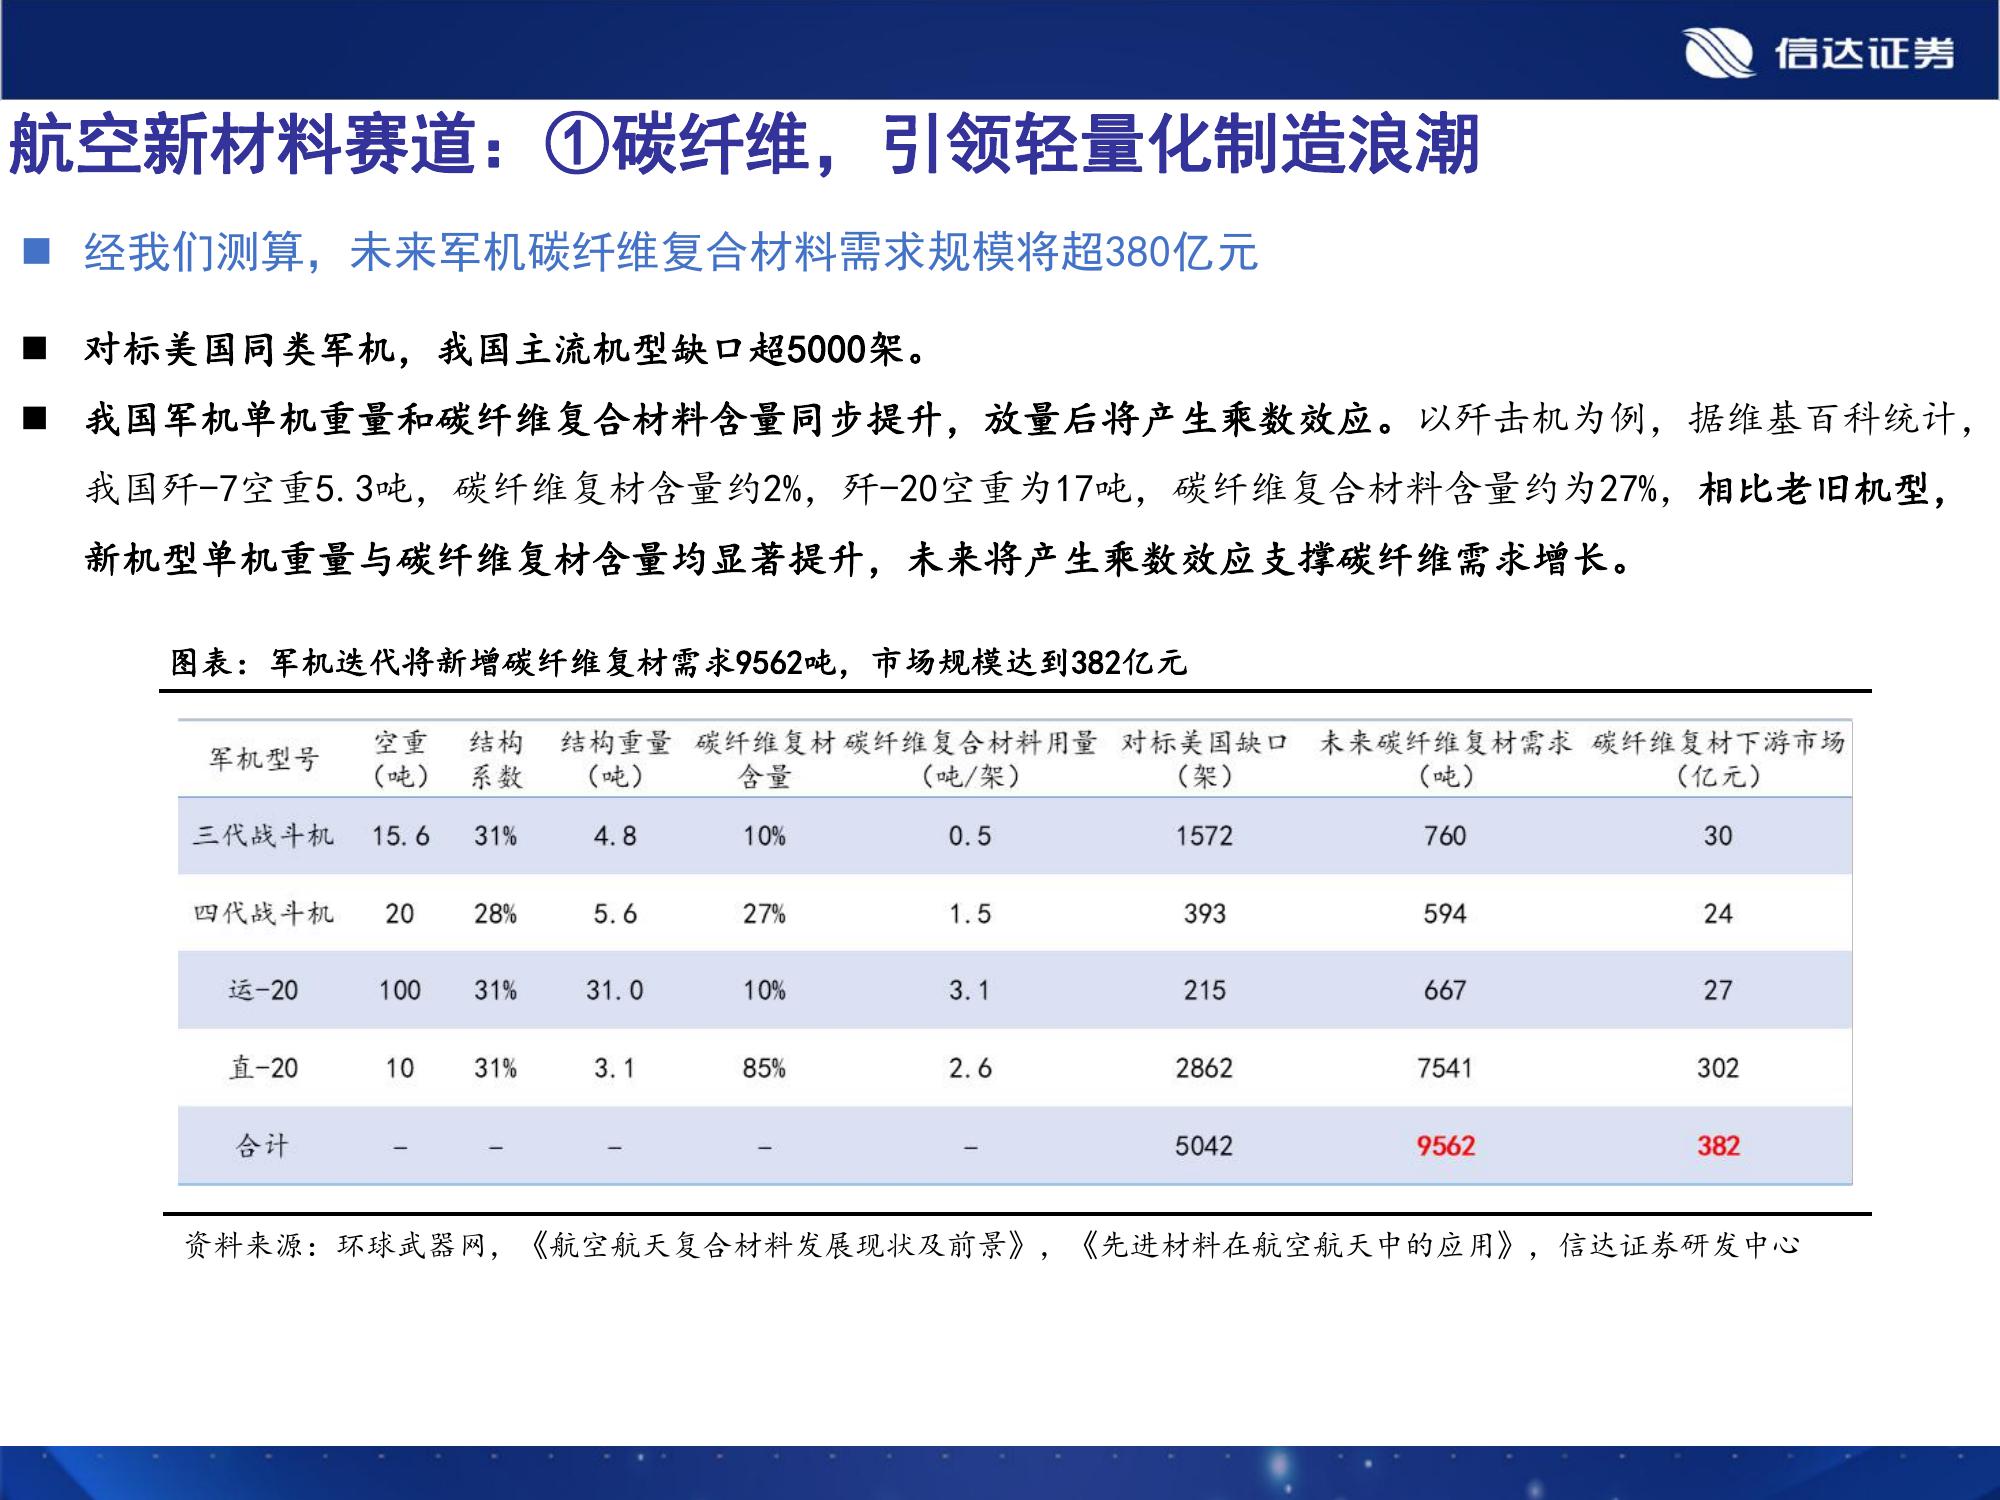 信达证券
航空新材料赛道：①碳纤维，引领轻量化制造浪潮
■ 经我们测算，未来军机碳纤维复合材料需求规模将超380亿元
■ 对标美国同类军机，我国主流机型缺口超5000架。
■ 我国军机单机重量和碳纤维复合材料含量同步提升，放量后将产生乘数效应。以歼击机为例，据维基百科统计，
我国歼-7空重5.3吨，碳纤维复材含量约2%，歼-20空重为17吨，碳纤维复合材料含量约为27%，相比老旧机型，
新机型单机重量与碳纤维复材含量均显著提升，未来将产生乘数效应支撑碳纤维需求增长。
图表：军机迭代将新增碳纤维复材需求9562吨，市场规模达到382亿元
军机型号 空重（吨） 结构系数 结构重量（吨） 碳纤维复材含量 碳纤维复合材料用量（吨/架） 对标美国缺口（架） 未来碳纤维复材需求（吨） 碳纤维复材下游市场（亿元）
三代战斗机 15.6 31% 4.8 10% 0.5 1572 760 30
四代战斗机 20 28% 5.6 27% 1.5 393 594 24
运-20 100 31% 31.0 10% 3.1 215 667 27
直-20 10 31% 3.1 85% 2.6 2862 7541 302
合计 - - - - - 5042 9562 382
资料来源：环球武器网，《航空航天复合材料发展现状及前景》，《先进材料在航空航天中的应用》，信达证券研发中心